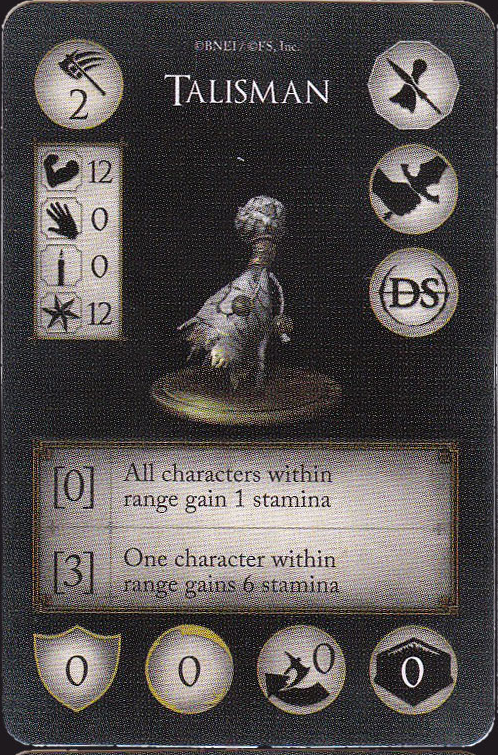 ©BNEI / ©FS, Inc.
TALISMAN
2
12
0
0
12
DS
[0] All characters within
range gain 1 stamina
[3] One character within
range gains 6 stamina
0 0 0 0